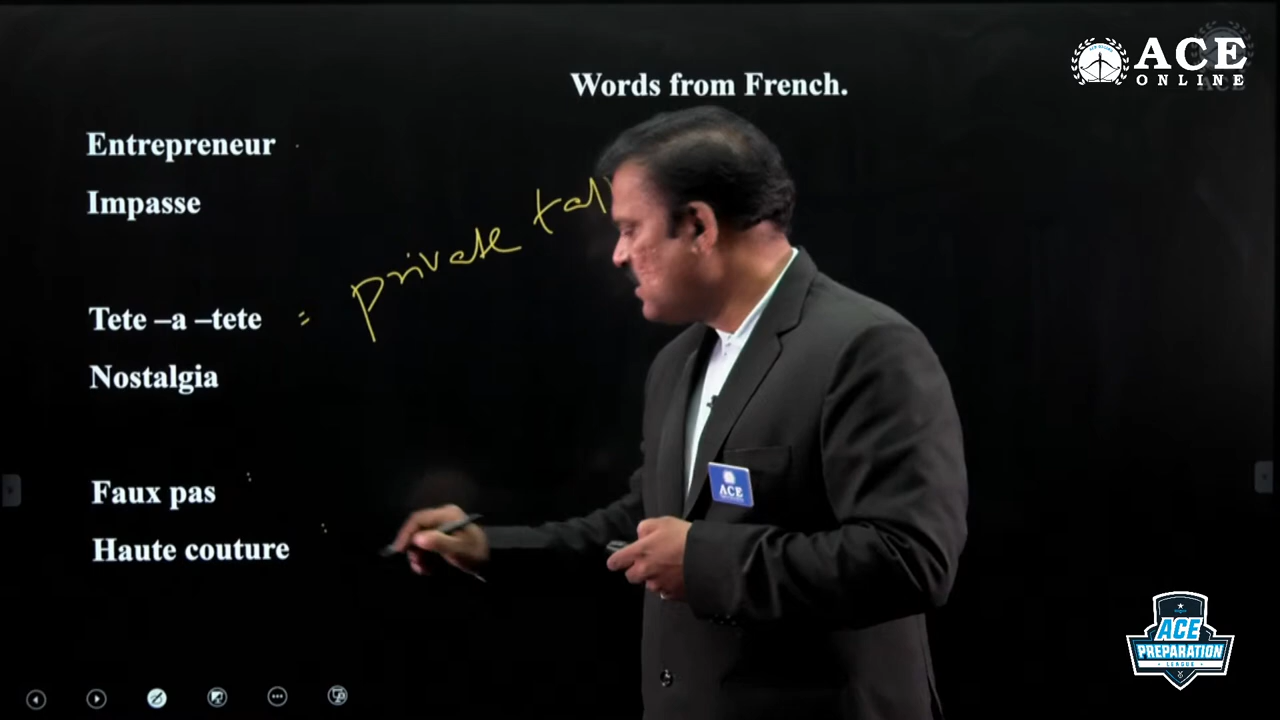 ACE
ONLINE
Words from French.
Entrepreneur
Impasse
private
Tete –a –tete =
Nostalgia
Faux pas
Haute couture
ACE
ACE
PREPARATION
LEAGUE